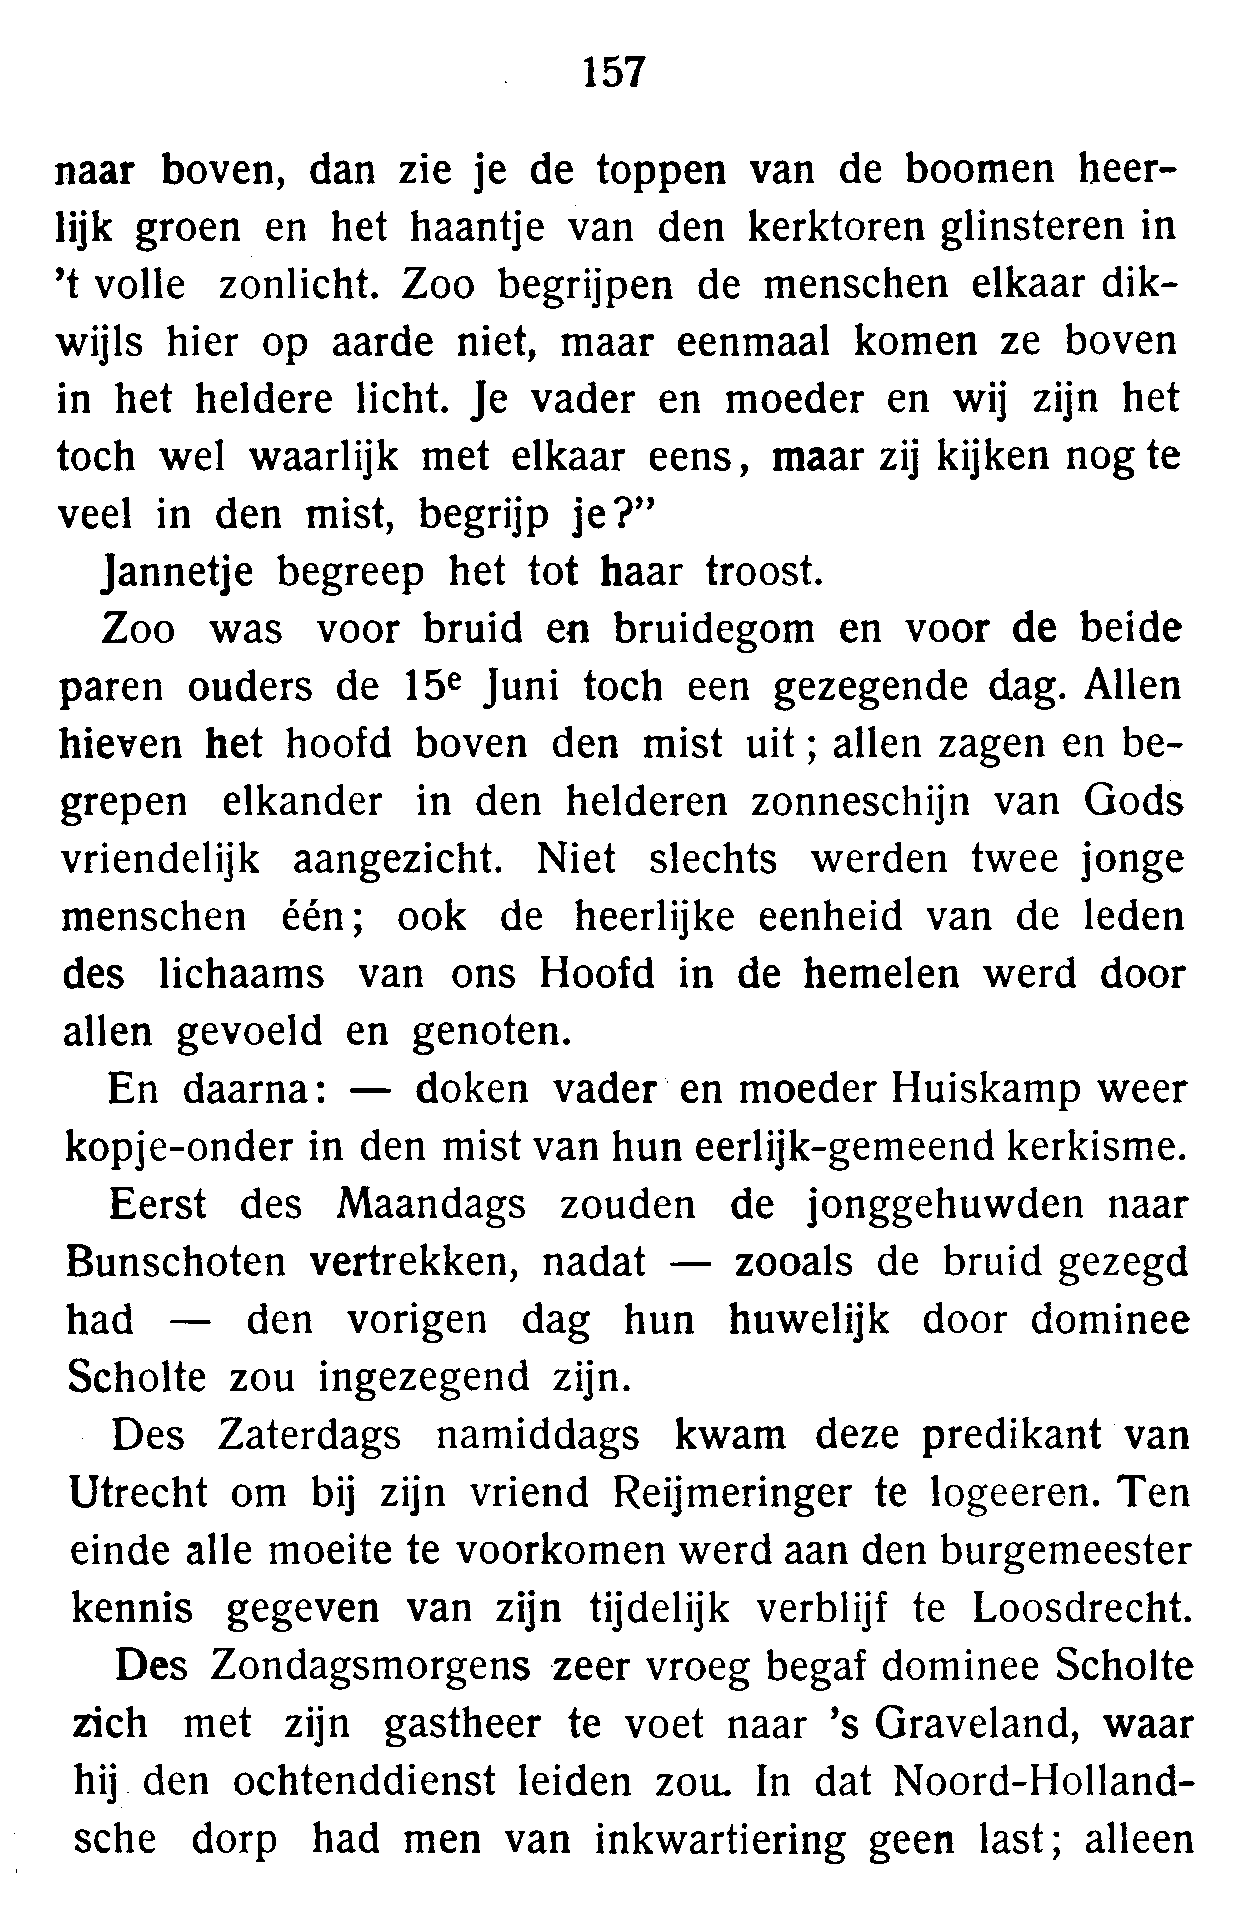 157
naar boven, dan zie je de toppen van de boomen heer-
lijk groen en het haantje van den kerktoren glinsteren in
't volle zonlicht. Zoo begrijpen de menschen elkaar dik-
wijls hier op aarde niet, maar eenmaal komen ze boven
in het heldere licht. Je vader en moeder en wij zijn het
toch wel waarlijk met elkaar eens, maar zij kijken nog te
veel in den mist, begrijp je?”
Jannetje begreep het tot haar troost.
Zoo was voor bruid en bruidegom en voor de beide
paren ouders de 15e Juni toch een gezegende dag. Allen
hieven het hoofd boven den mist uit; allen zagen en be-
grepen elkander in den helderen zonneschijn van Gods
vriendelijk aangezicht. Niet slechts werden twee jonge
menschen één; ook de heerlijke eenheid van de leden
des lichaams van ons Hoofd in de hemelen werd door
allen gevoeld en genoten.
En daarna: — doken vader en moeder Huiskamp weer
kopje-onder in den mist van hun eerlijk-gemeend kerkisme.
Eerst des Maandags zouden de jonggehuwden naar
Bunschoten vertrekken, nadat — zooals de bruid gezegd
had — den vorigen dag hun huwelijk door dominee
Scholte zou ingezegend zijn.
Des Zaterdags namiddags kwam deze predikant van
Utrecht om bij zijn vriend Reijmeringer te logeeren. Ten
einde alle moeite te voorkomen werd aan den burgemeester
kennis gegeven van zijn tijdelijk verblijf te Loosdrecht.
Des Zondagsmorgens zeer vroeg begaf dominee Scholte
zich met zijn gastheer te voet naar 's Graveland, waar
hij den ochtenddienst leiden zou. In dat Noord-Holland-
sche dorp had men van inkwartiering geen last; alleen